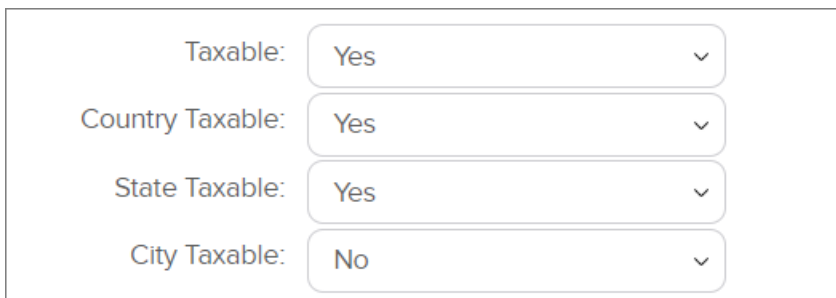 Taxable: Yes
Country Taxable: Yes
State Taxable: Yes
City Taxable: No